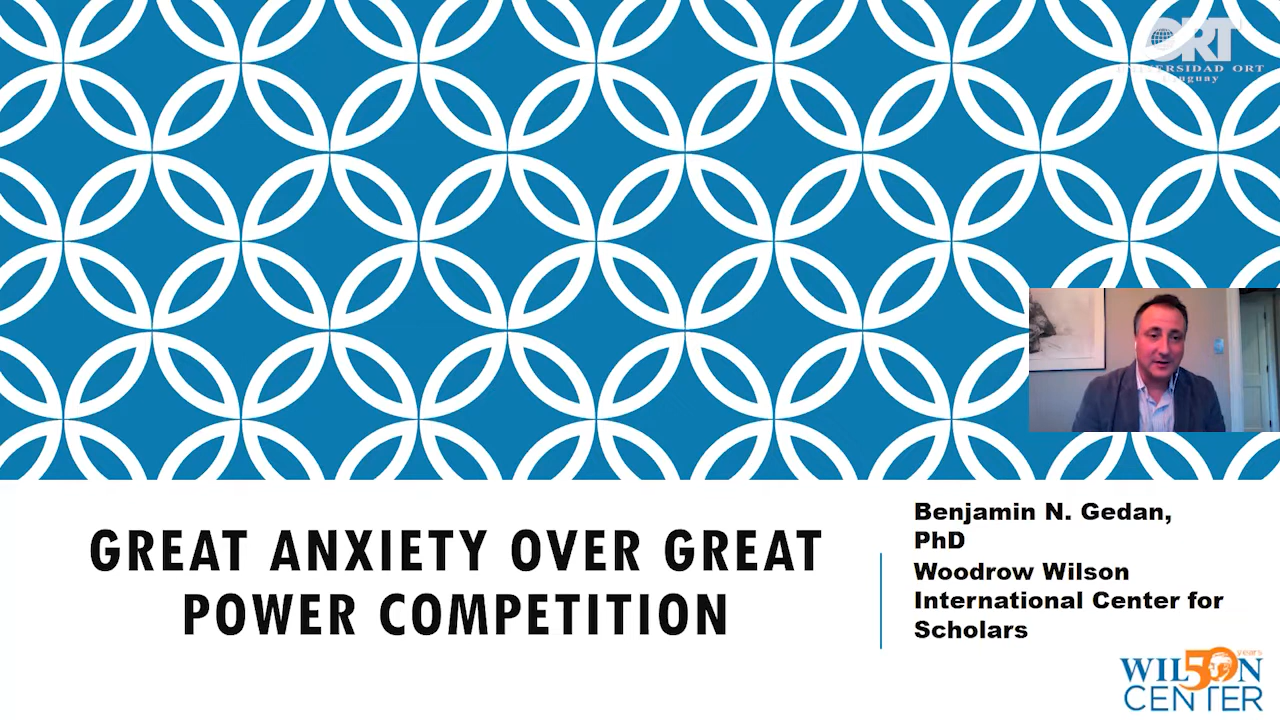 ORT
UNIVERSIDAD ORT
Uruguay
GREAT ANXIETY OVER GREAT
POWER COMPETITION
Benjamin N. Gedan,
PhD
Woodrow Wilson
International Center for
Scholars
50 years
WILSON
CENTER